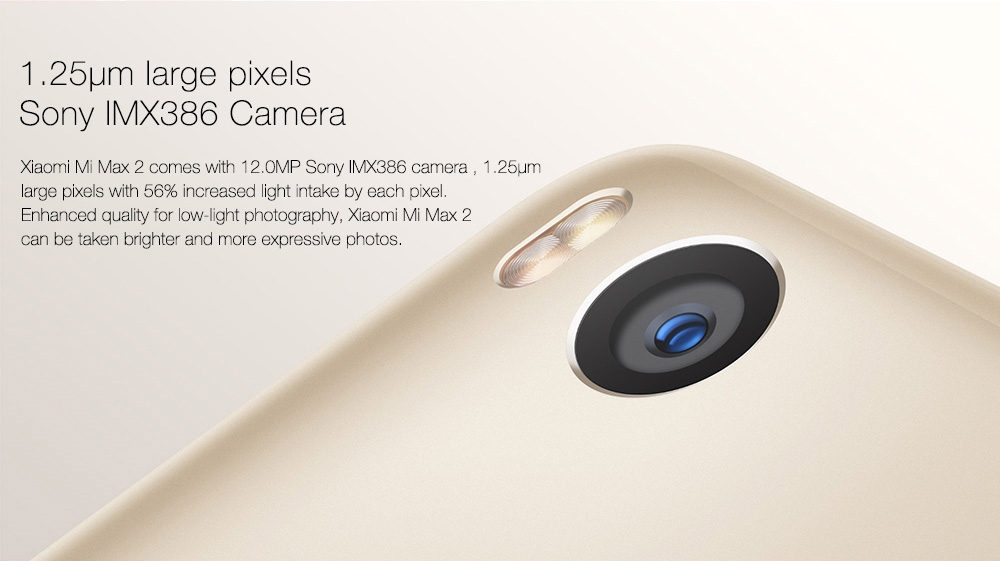 1.25μm large pixels
Sony IMX386 Camera
Xiaomi Mi Max 2 comes with 12.0MP Sony IMX386 camera , 1.25μm
large pixels with 56% increased light intake by each pixel.
Enhanced quality for low-light photography, Xiaomi Mi Max 2
can be taken brighter and more expressive photos.